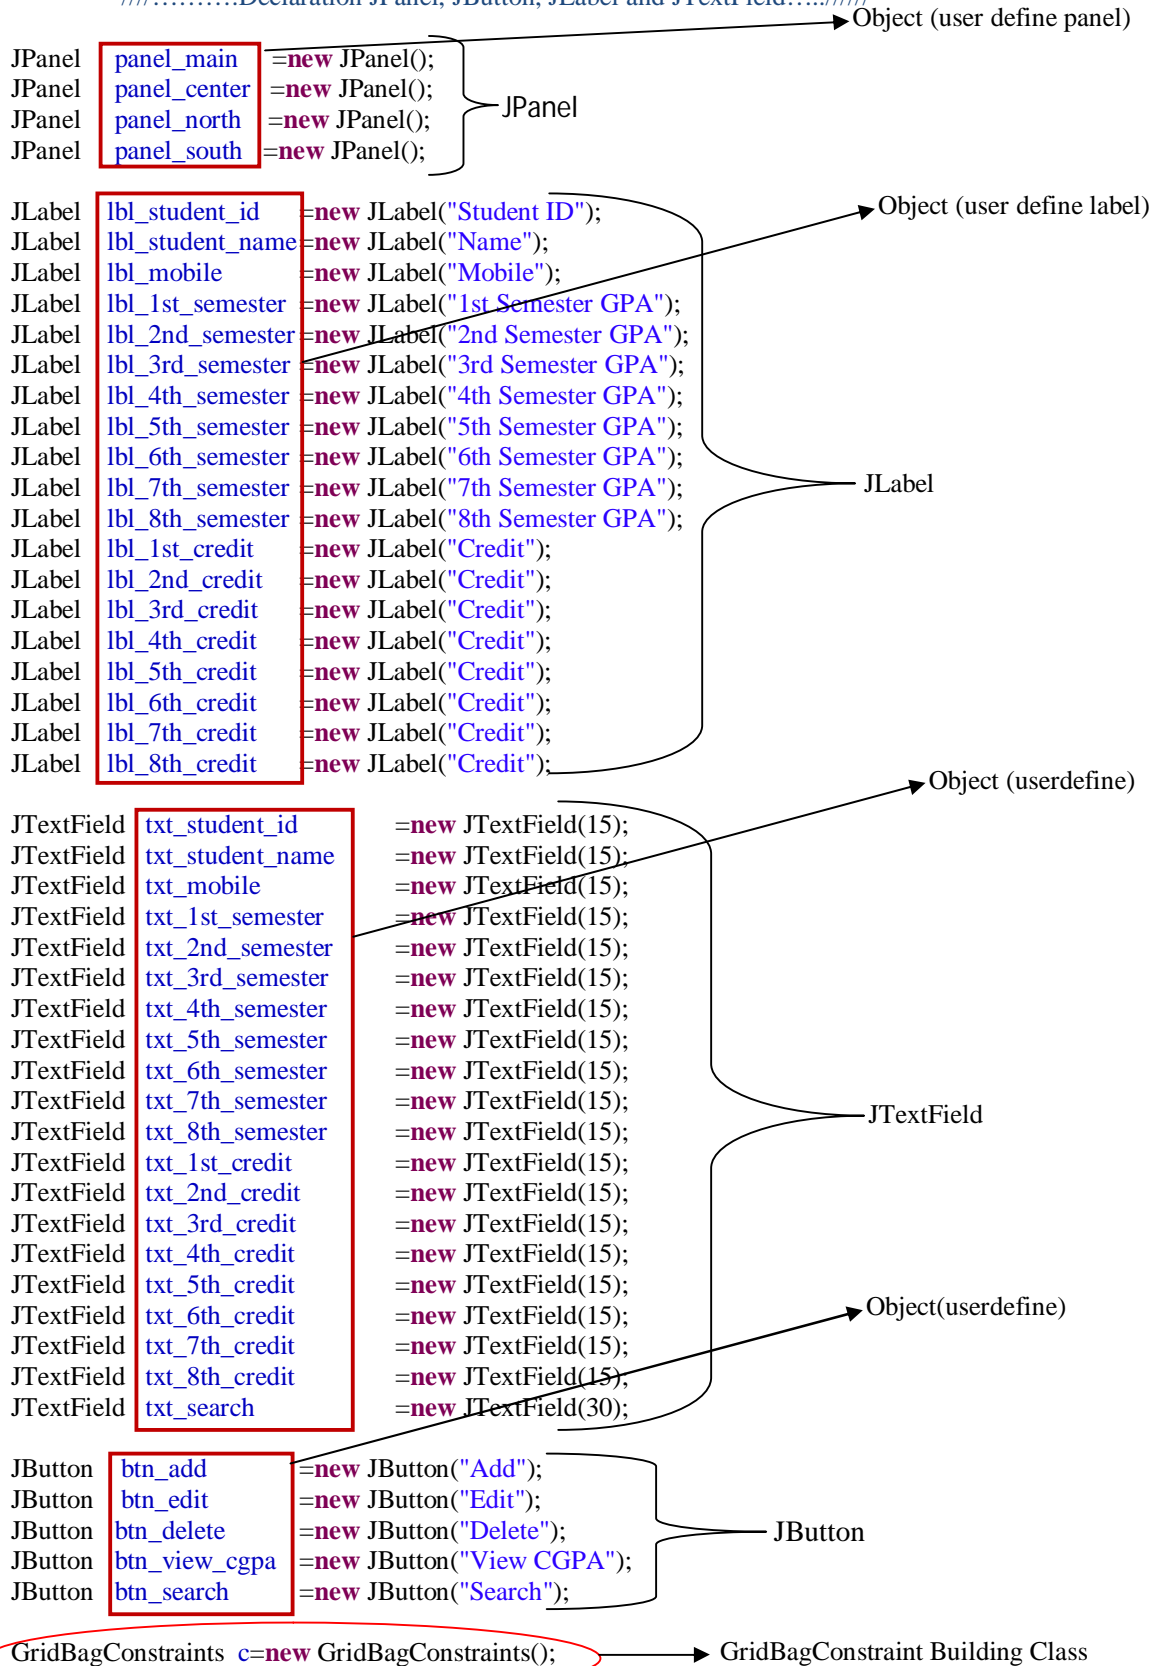 ////……….Declaration JPanel, JButton, JLabel and JTextField…..//////
Object (user define panel)
JPanel panel_main =new JPanel();
JPanel panel_center =new JPanel();
JPanel panel_north =new JPanel();
JPanel panel_south =new JPanel();
JPanel
JLabel lbl_student_id =new JLabel("Student ID");
Object (user define label)
JLabel lbl_student_name=new JLabel("Name");
JLabel lbl_mobile =new JLabel("Mobile");
JLabel lbl_1st_semester =new JLabel("1st Semester GPA");
JLabel lbl_2nd_semester=new JLabel("2nd Semester GPA");
JLabel lbl_3rd_semester =new JLabel("3rd Semester GPA");
JLabel lbl_4th_semester =new JLabel("4th Semester GPA");
JLabel lbl_5th_semester =new JLabel("5th Semester GPA");
JLabel lbl_6th_semester =new JLabel("6th Semester GPA");
JLabel lbl_7th_semester =new JLabel("7th Semester GPA");
JLabel lbl_8th_semester =new JLabel("8th Semester GPA");
JLabel lbl_1st_credit =new JLabel("Credit");
JLabel lbl_2nd_credit =new JLabel("Credit");
JLabel lbl_3rd_credit =new JLabel("Credit");
JLabel lbl_4th_credit =new JLabel("Credit");
JLabel lbl_5th_credit =new JLabel("Credit");
JLabel lbl_6th_credit =new JLabel("Credit");
JLabel lbl_7th_credit =new JLabel("Credit");
JLabel lbl_8th_credit =new JLabel("Credit");
JLabel
Object (userdefine)
JTextField txt_student_id =new JTextField(15);
JTextField txt_student_name =new JTextField(15);
JTextField txt_mobile =new JTextField(15);
JTextField txt_1st_semester =new JTextField(15);
JTextField txt_2nd_semester =new JTextField(15);
JTextField txt_3rd_semester =new JTextField(15);
JTextField txt_4th_semester =new JTextField(15);
JTextField txt_5th_semester =new JTextField(15);
JTextField txt_6th_semester =new JTextField(15);
JTextField txt_7th_semester =new JTextField(15);
JTextField txt_8th_semester =new JTextField(15);
JTextField txt_1st_credit =new JTextField(15);
JTextField txt_2nd_credit =new JTextField(15);
JTextField txt_3rd_credit =new JTextField(15);
JTextField txt_4th_credit =new JTextField(15);
JTextField txt_5th_credit =new JTextField(15);
JTextField txt_6th_credit =new JTextField(15);
JTextField txt_7th_credit =new JTextField(15);
JTextField txt_8th_credit =new JTextField(15);
JTextField txt_search =new JTextField(30);
JTextField
Object(userdefine)
JButton btn_add =new JButton("Add");
JButton btn_edit =new JButton("Edit");
JButton btn_delete =new JButton("Delete");
JButton btn_view_cgpa =new JButton("View CGPA");
JButton btn_search =new JButton("Search");
JButton
GridBagConstraints c=new GridBagConstraints();
GridBagConstraint Building Class